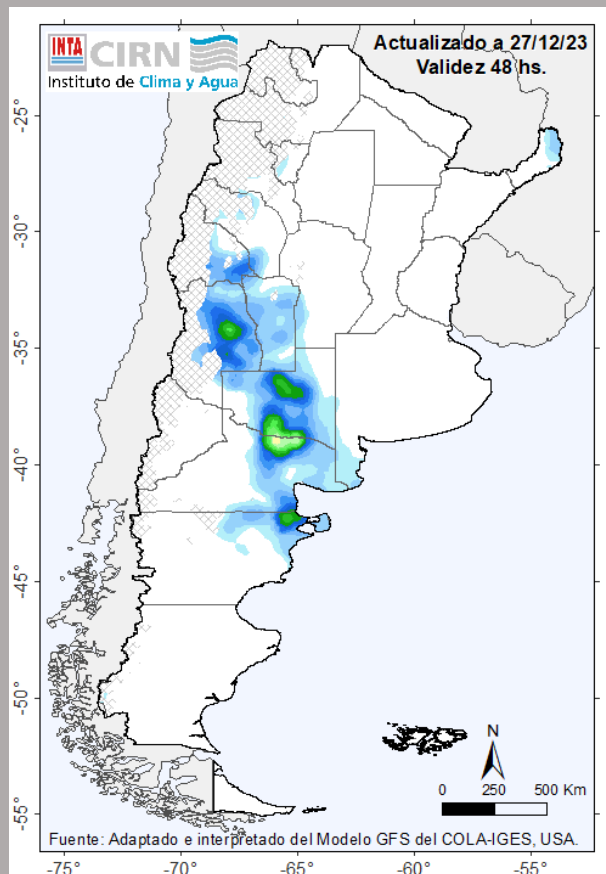 INTA CIRN
Instituto de Clima y Agua
Actualizado a 27/12/23
Validez 48 hs.
-25°
-30°
-35°
-40°
-45°
-50°
-55°
N
0 250 500 Km
Fuente: Adaptado e interpretado del Modelo GFS del COLA-IGES, USA.
-75° -70° -65° -60° -55°